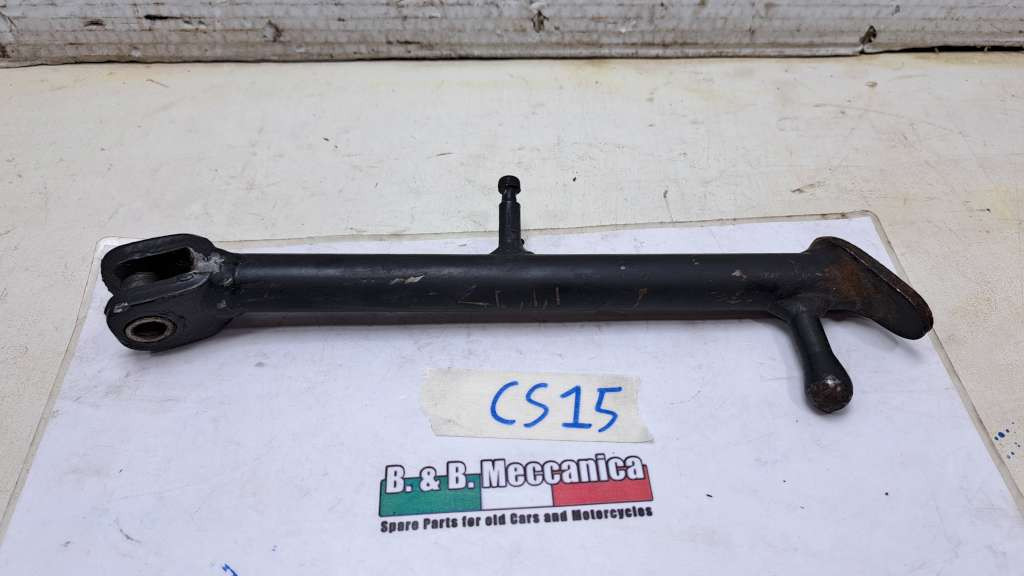 CS15
B. & B. Meccanica
Spare Parts for old Cars and Motorcycles